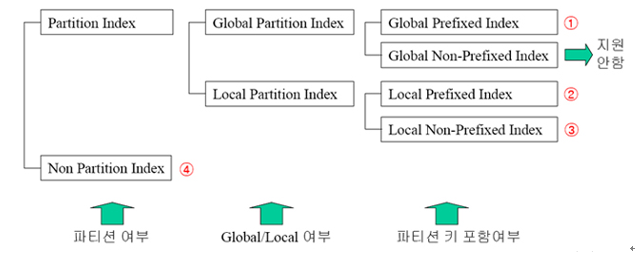 Partition Index
Global Partition Index
Global Prefixed Index ①
Global Non-Prefixed Index
지원
안함
Local Partition Index
Local Prefixed Index ②
Local Non-Prefixed Index ③
Non Partition Index ④
파티션 여부
Global/Local 여부
파티션 키 포함여부